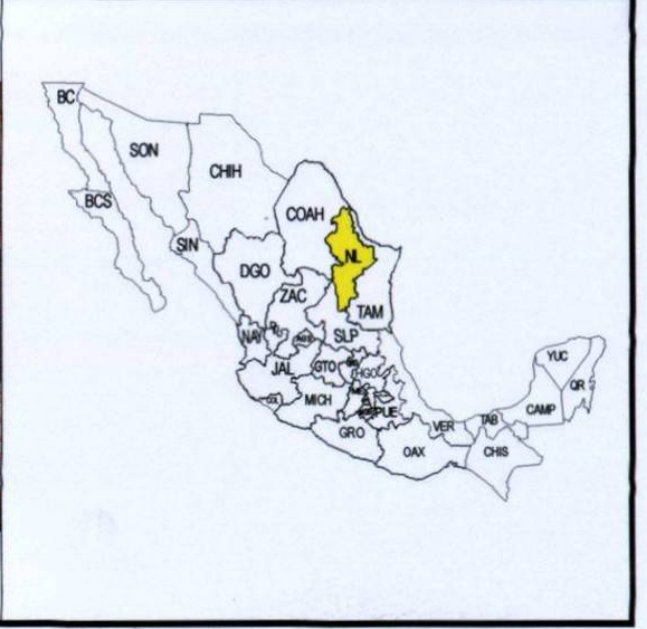 BC
SON
CHIH
BCS
COAH
SIN
NL
DGO
ZAC
TAM
NAY
SLP
JAL
GTO
HGO
MICH
PUE
GRO
OAX
VER
TAB
CHIS
CAMP
YUC
QR